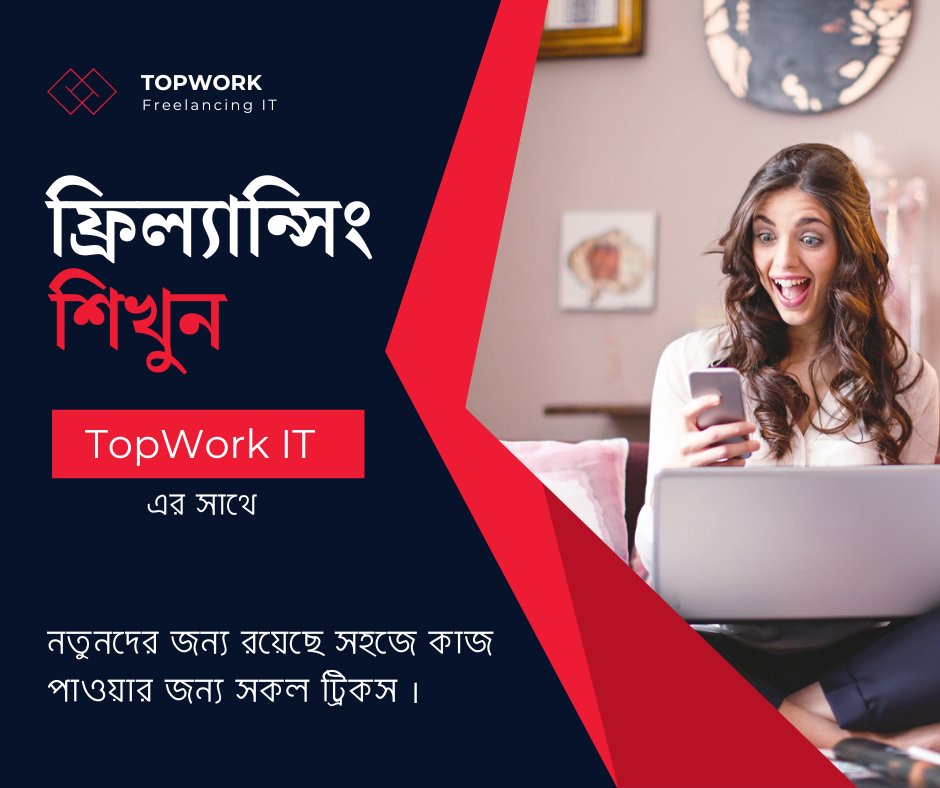 TOPWORK
Freelancing IT
ফ্রিল্যান্সিং
শিখুন
TopWork IT
এর সাথে
নতুনদের জন্য রয়েছে সহজে কাজ
পাওয়ার জন্য সকল ট্রিকস ।